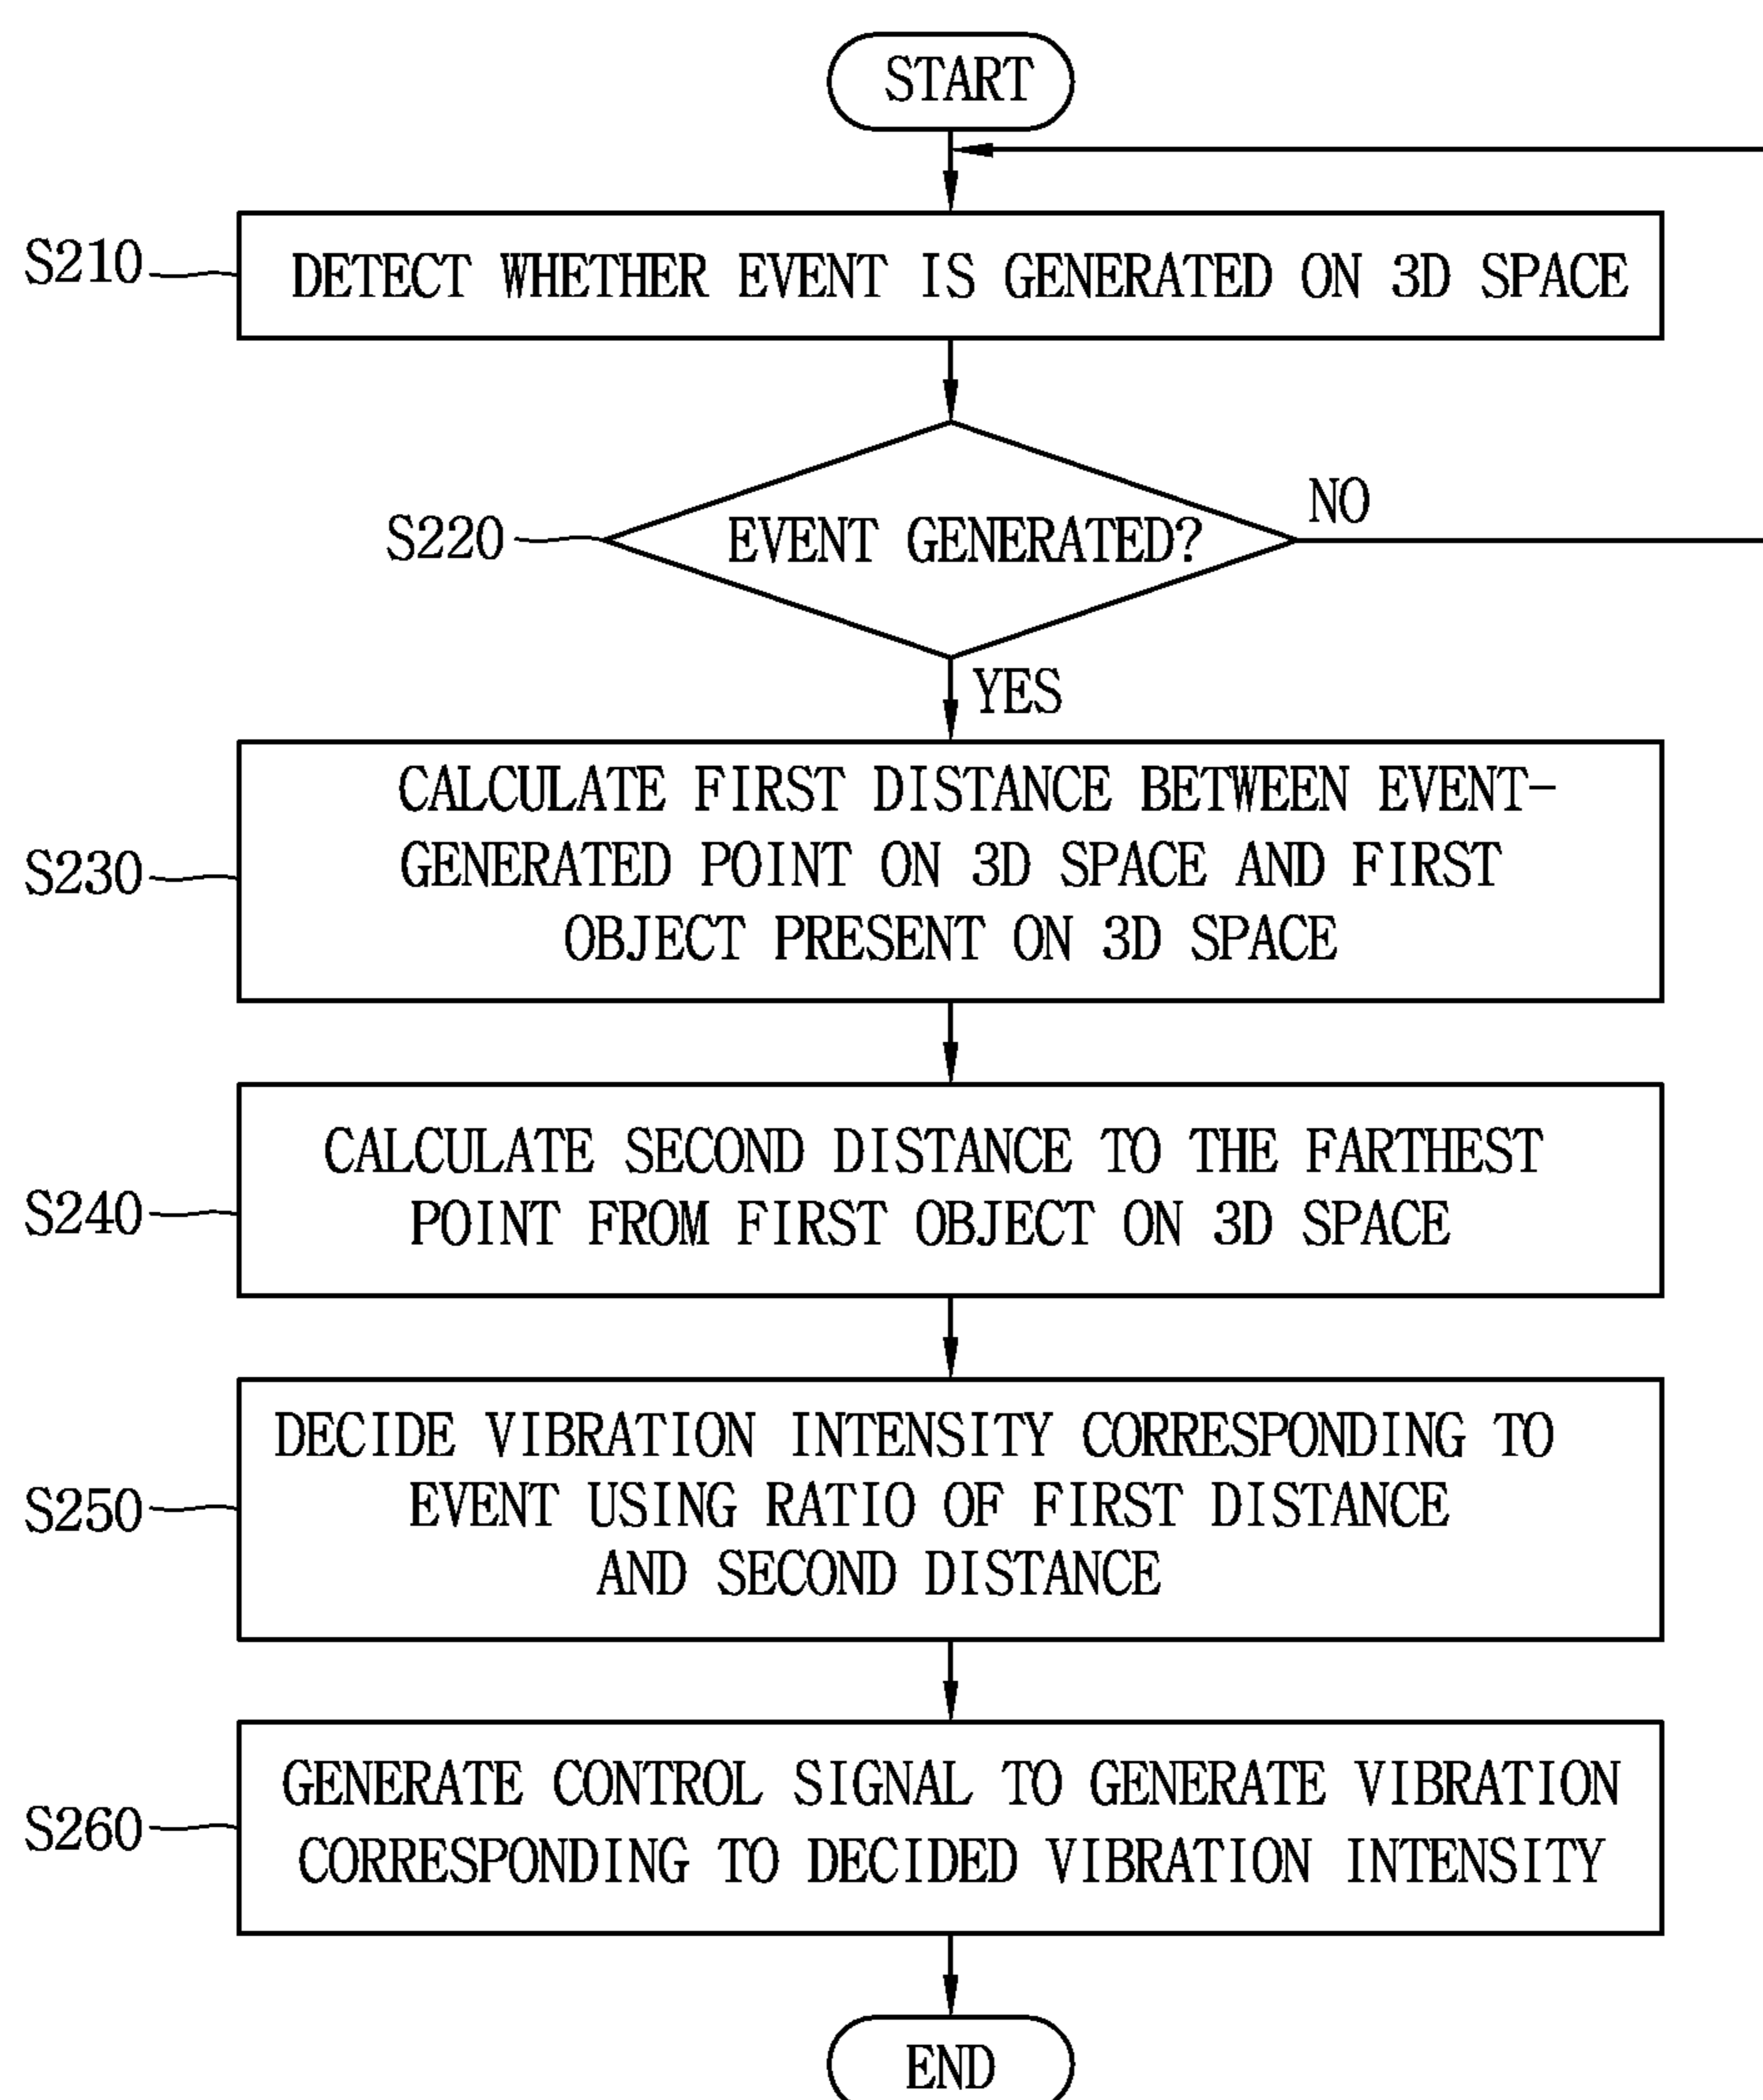 START
S210
DETECT WHETHER EVENT IS GENERATED ON 3D SPACE
S220
EVENT GENERATED?
NO
YES
S230
CALCULATE FIRST DISTANCE BETWEEN EVENT-
GENERATED POINT ON 3D SPACE AND FIRST
OBJECT PRESENT ON 3D SPACE
S240
CALCULATE SECOND DISTANCE TO THE FARTHEST
POINT FROM FIRST OBJECT ON 3D SPACE
S250
DECIDE VIBRATION INTENSITY CORRESPONDING TO
EVENT USING RATIO OF FIRST DISTANCE
AND SECOND DISTANCE
S260
GENERATE CONTROL SIGNAL TO GENERATE VIBRATION
CORRESPONDING TO DECIDED VIBRATION INTENSITY
END